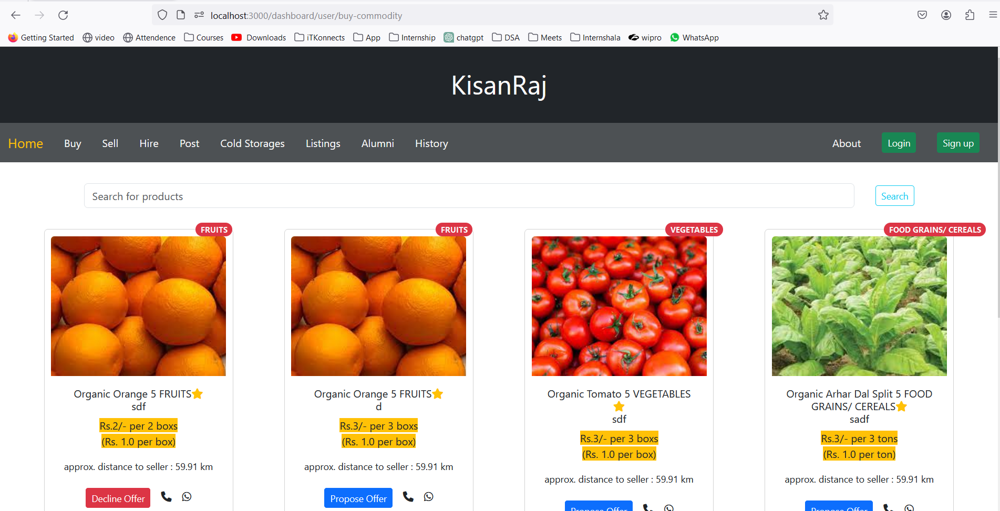 localhost:3000/dashboard/user/buy-commodity
Getting Started video Attendence Courses Downloads iTKonnects App Internship chatgpt DSA Meets Internshala wipro WhatsApp
KisanRaj
Home Buy Sell Hire Post Cold Storages Listings Alumni History About Login Sign up
Search for products Search
FRUITS
Organic Orange 5 FRUITS
sdf
Rs.2/- per 2 boxs
(Rs. 1.0 per box)
approx. distance to seller : 59.91 km
Decline Offer
FRUITS
Organic Orange 5 FRUITS
d
Rs.3/- per 3 boxs
(Rs. 1.0 per box)
approx. distance to seller : 59.91 km
Propose Offer
VEGETABLES
Organic Tomato 5 VEGETABLES
sdf
Rs.3/- per 3 boxs
(Rs. 1.0 per box)
approx. distance to seller : 59.91 km
Propose Offer
FOOD GRAINS/ CEREALS
Organic Arhar Dal Split 5 FOOD
GRAINS/ CEREALS
sadf
Rs.3/- per 3 tons
(Rs. 1.0 per ton)
approx. distance to seller : 59.91 km
Propose Offer